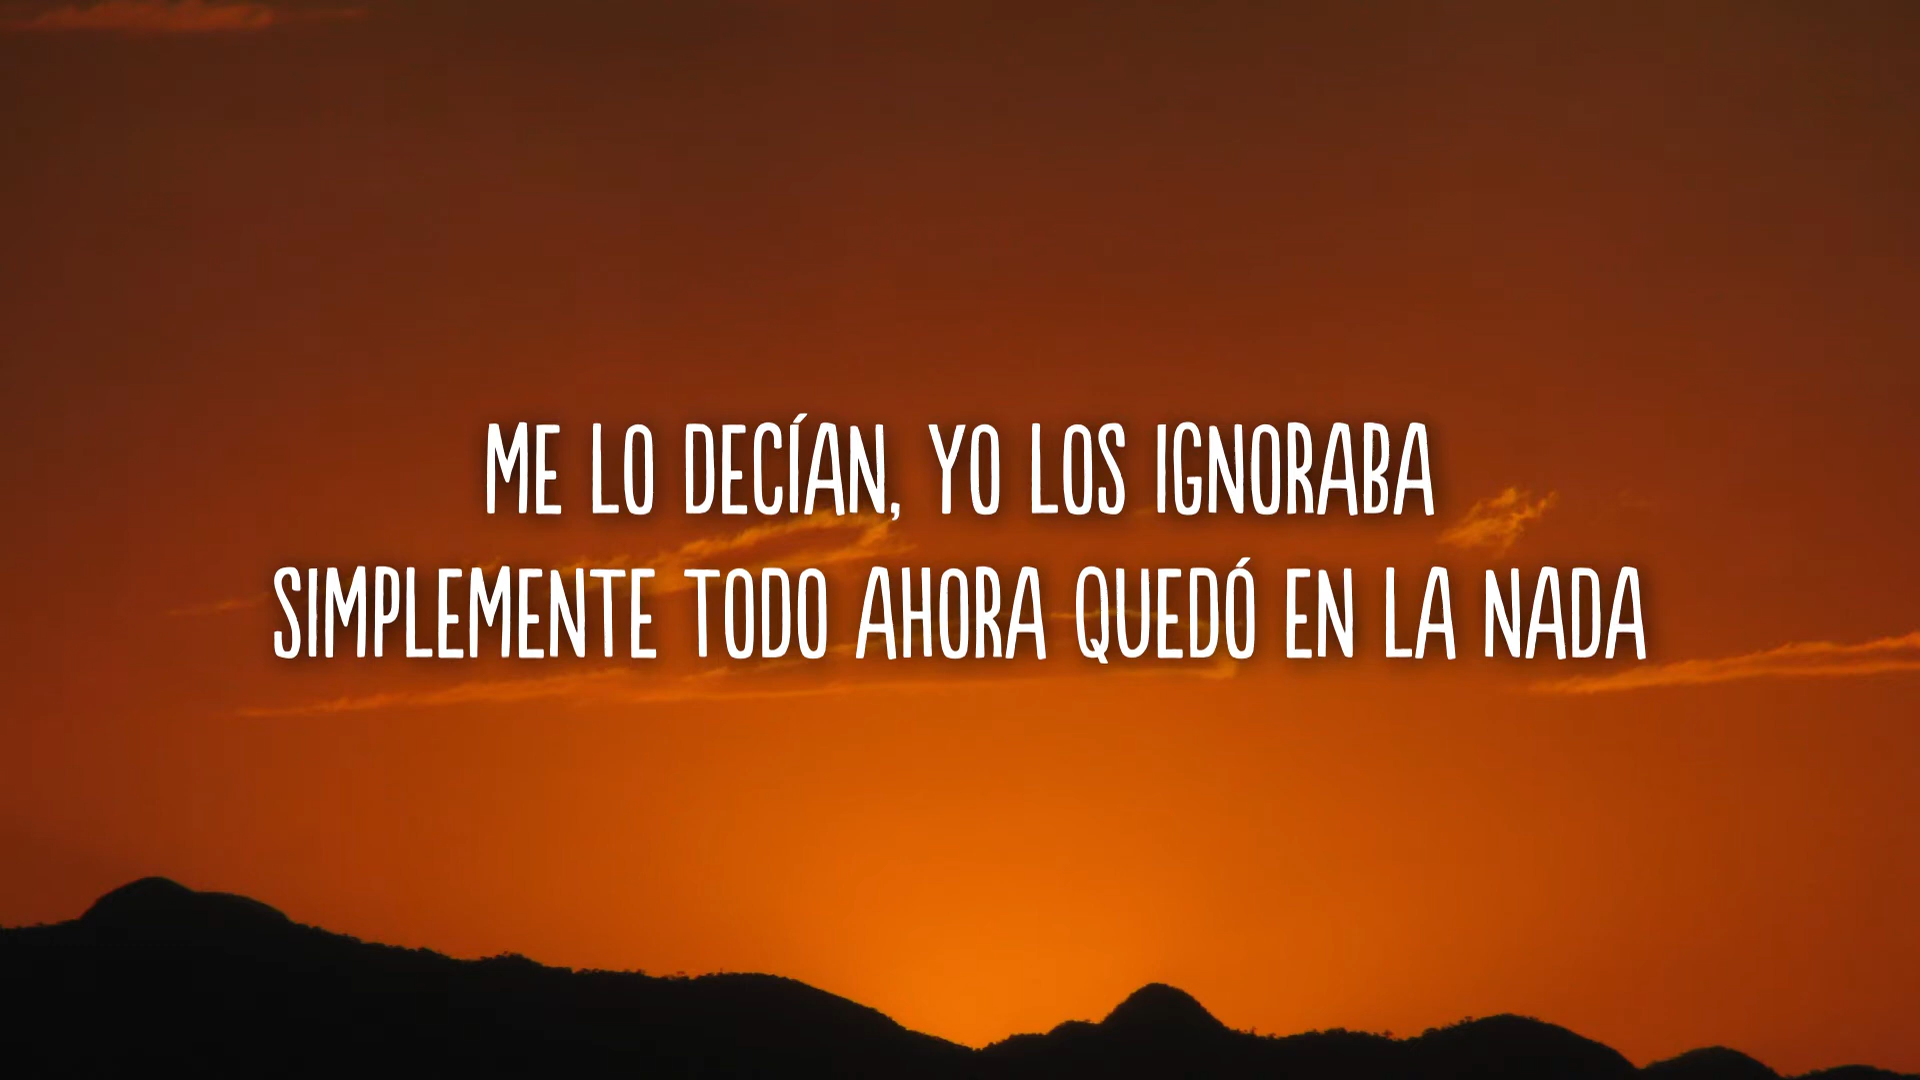 ME LO DECÍAN, YO LOS IGNORABA
SIMPLEMENTE TODO AHORA QUEDÓ EN LA NADA